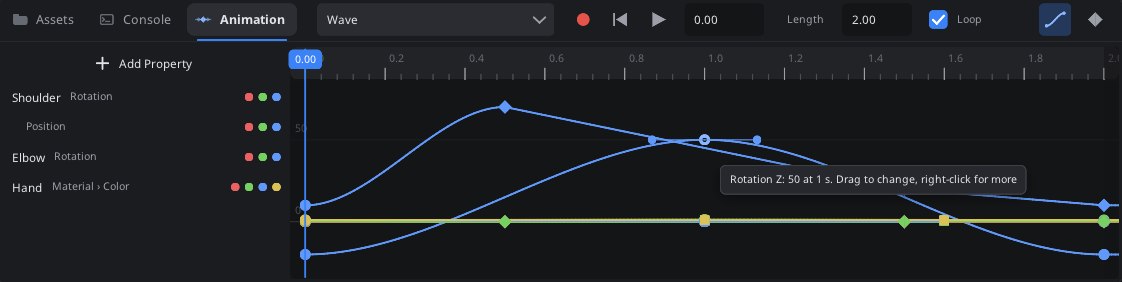 Assets Console Animation Wave 0.00 Length 2.00 Loop
Add Property
0.00 0.2 0.4 0.6 0.8 1.0 1.2 1.4 1.6 1.8 2.0
Shoulder Rotation
Position
50
Elbow Rotation
Hand Material › Color
Rotation Z: 50 at 1 s. Drag to change, right-click for more
0